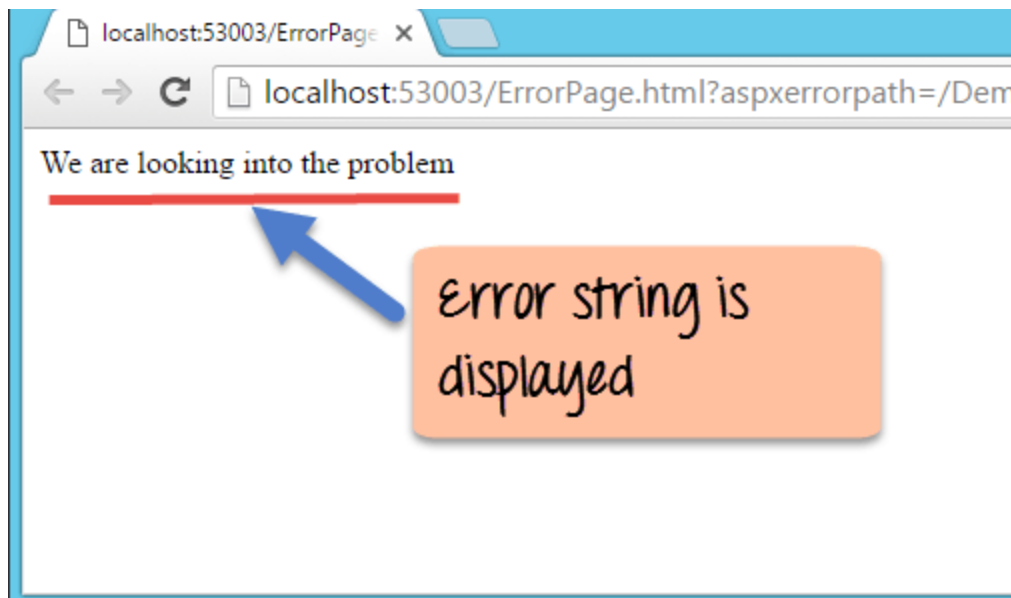 localhost:53003/ErrorPage
localhost:53003/ErrorPage.html?aspxerrorpath=/Dem
We are looking into the problem
Error string is
displayed